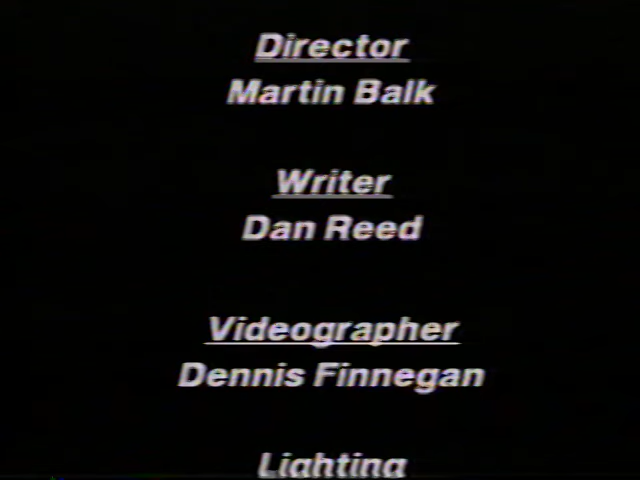 Director
Martin Balk
Writer
Dan Reed
Videographer
Dennis Finnegan
Lighting